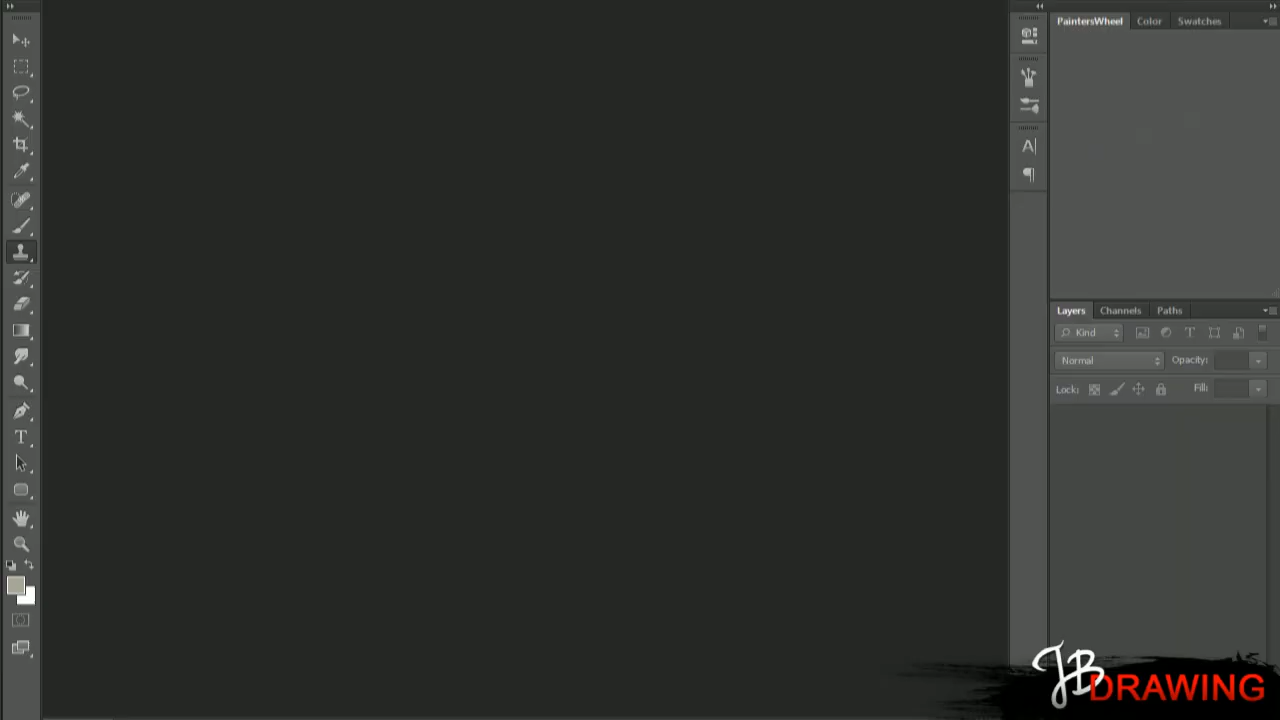 PaintersWheel Color Swatches
Layers Channels Paths
Kind
Normal Opacity:
Lock: Fill:
JB DRAWING